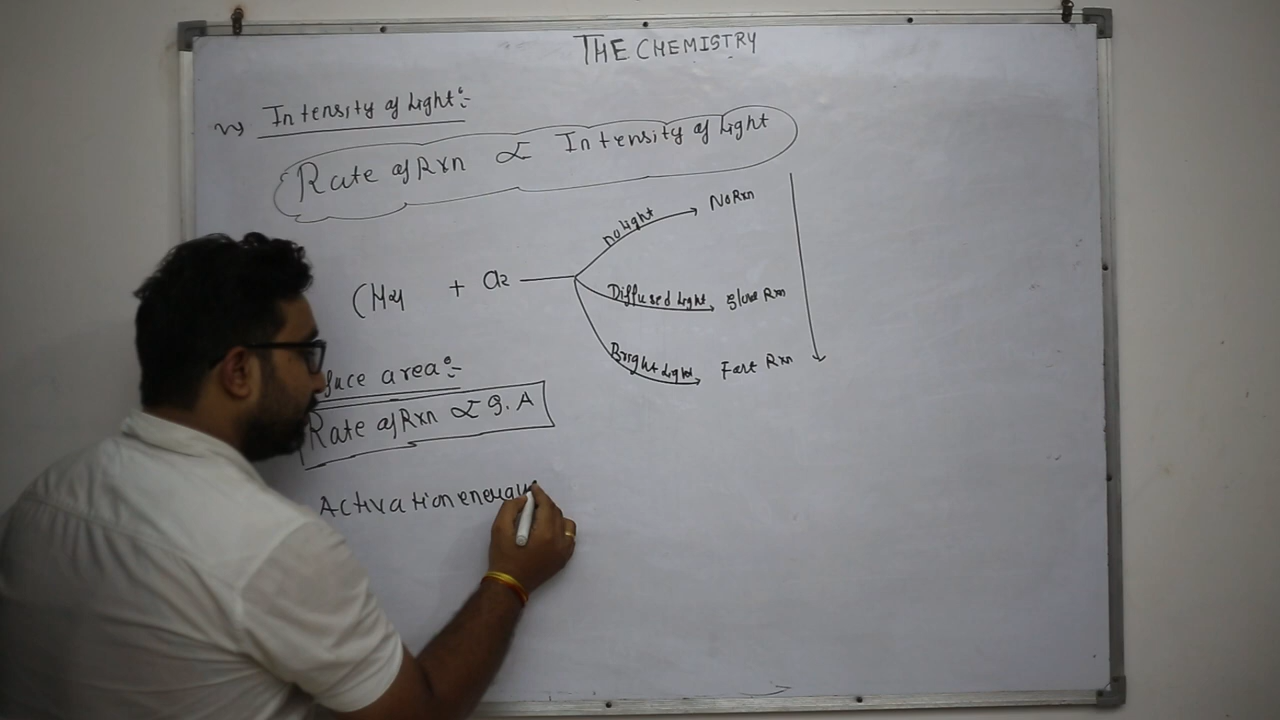 THE CHEMISTRY
Intensity of Light:-
Rate of Rxn ∝ Intensity of Light
No light
No Rxn
CH4 + Cl2
Diffused Light
Slow Rxn
Bright Light
Fast Rxn
face area:-
Rate of Rxn ∝ S.A
Activation energy